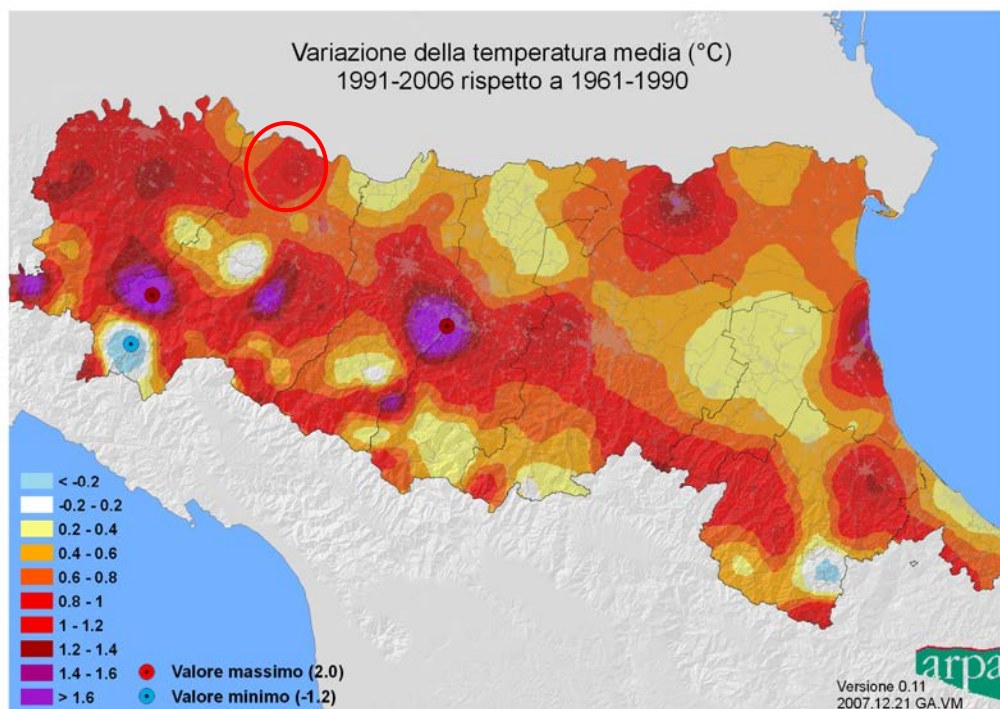 Variazione della temperatura media (°C)
1991-2006 rispetto a 1961-1990
< -0.2
-0.2 - 0.2
0.2 - 0.4
0.4 - 0.6
0.6 - 0.8
0.8 - 1
1 - 1.2
1.2 - 1.4
1.4 - 1.6
> 1.6
Valore massimo (2.0)
Valore minimo (-1.2)
arpa
Versione 0.11
2007.12.21 GA.VM